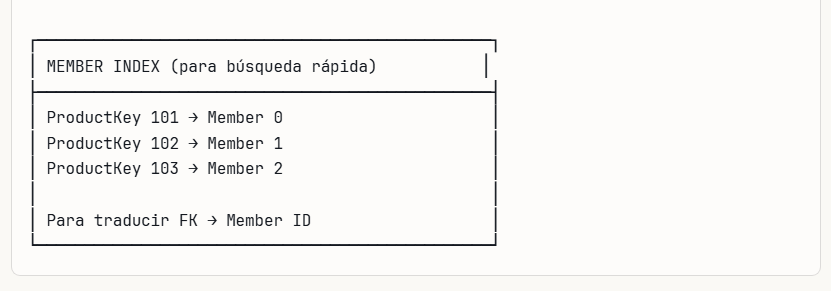 MEMBER INDEX (para búsqueda rápida)
ProductKey 101 → Member 0
ProductKey 102 → Member 1
ProductKey 103 → Member 2
Para traducir FK → Member ID